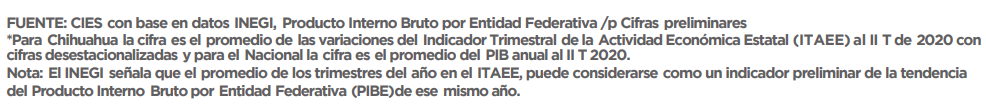 FUENTE: CIES con base en datos INEGI, Producto Interno Bruto por Entidad Federativa /p Cifras preliminares
*Para Chihuahua la cifra es el promedio de las variaciones del Indicador Trimestral de la Actividad Económica Estatal (ITAEE) al II T de 2020 con
cifras desestacionalizadas y para el Nacional la cifra es el promedio del PIB anual al II T 2020.
Nota: El INEGI señala que el promedio de los trimestres del año en el ITAEE, puede considerarse como un indicador preliminar de la tendencia
del Producto Interno Bruto por Entidad Federativa (PIBE)de ese mismo año.